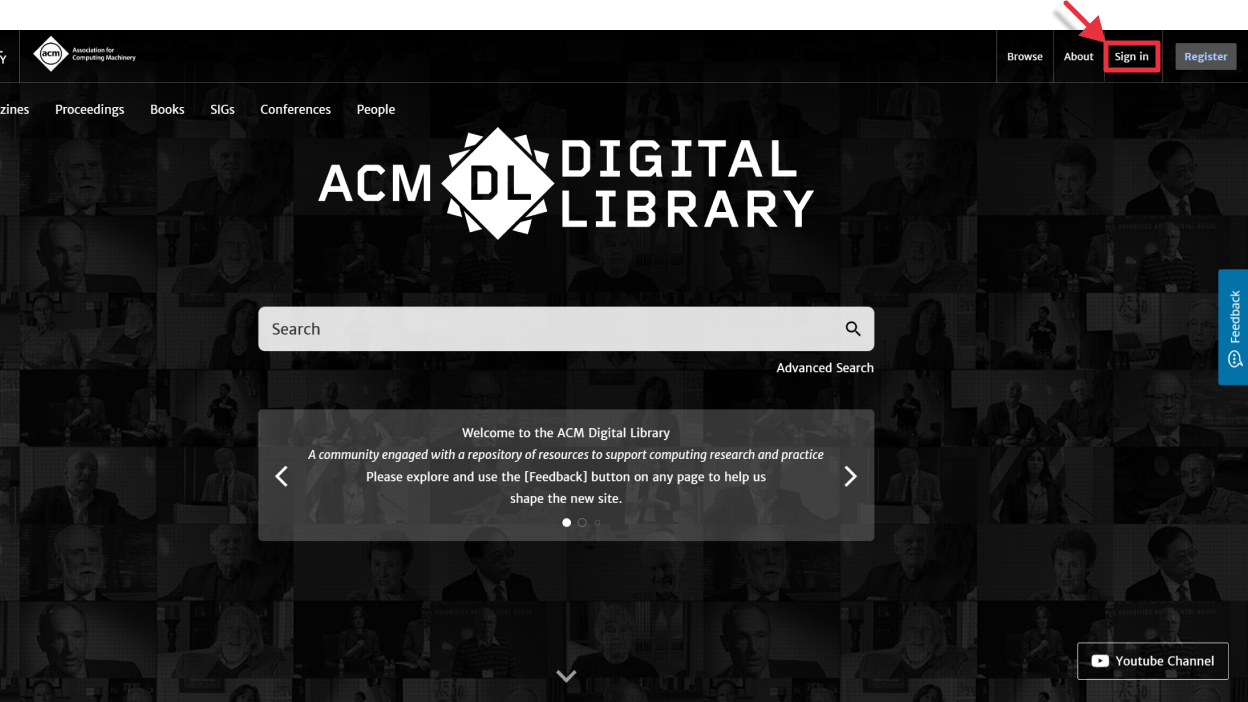 Y
acm
Association for
Computing Machinery
Browse
About
Sign in
Register
zines
Proceedings
Books
SIGs
Conferences
People
ACM
DL
DIGITAL
LIBRARY
Search
Advanced Search
Feedback
Welcome to the ACM Digital Library
A community engaged with a repository of resources to support computing research and practice
Please explore and use the [Feedback] button on any page to help us
shape the new site.
Youtube Channel